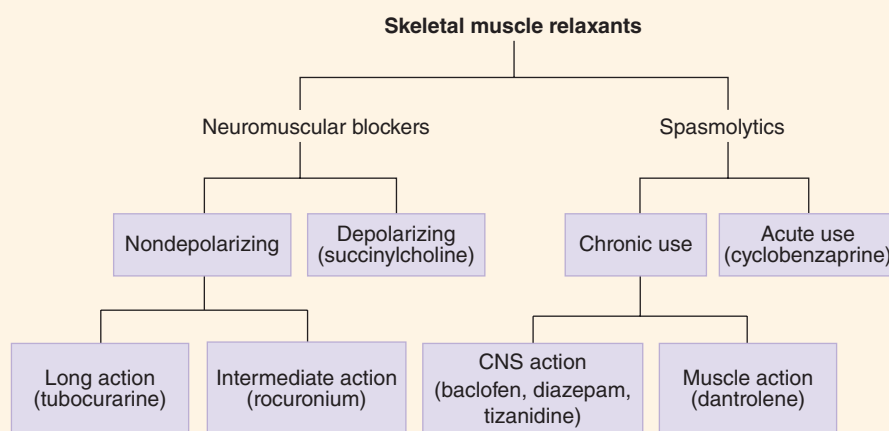 Skeletal muscle relaxants
Neuromuscular blockers
Spasmolytics
Nondepolarizing
Depolarizing
(succinylcholine)
Chronic use
Acute use
(cyclobenzaprine)
Long action
(tubocurarine)
Intermediate action
(rocuronium)
CNS action
(baclofen, diazepam,
tizanidine)
Muscle action
(dantrolene)